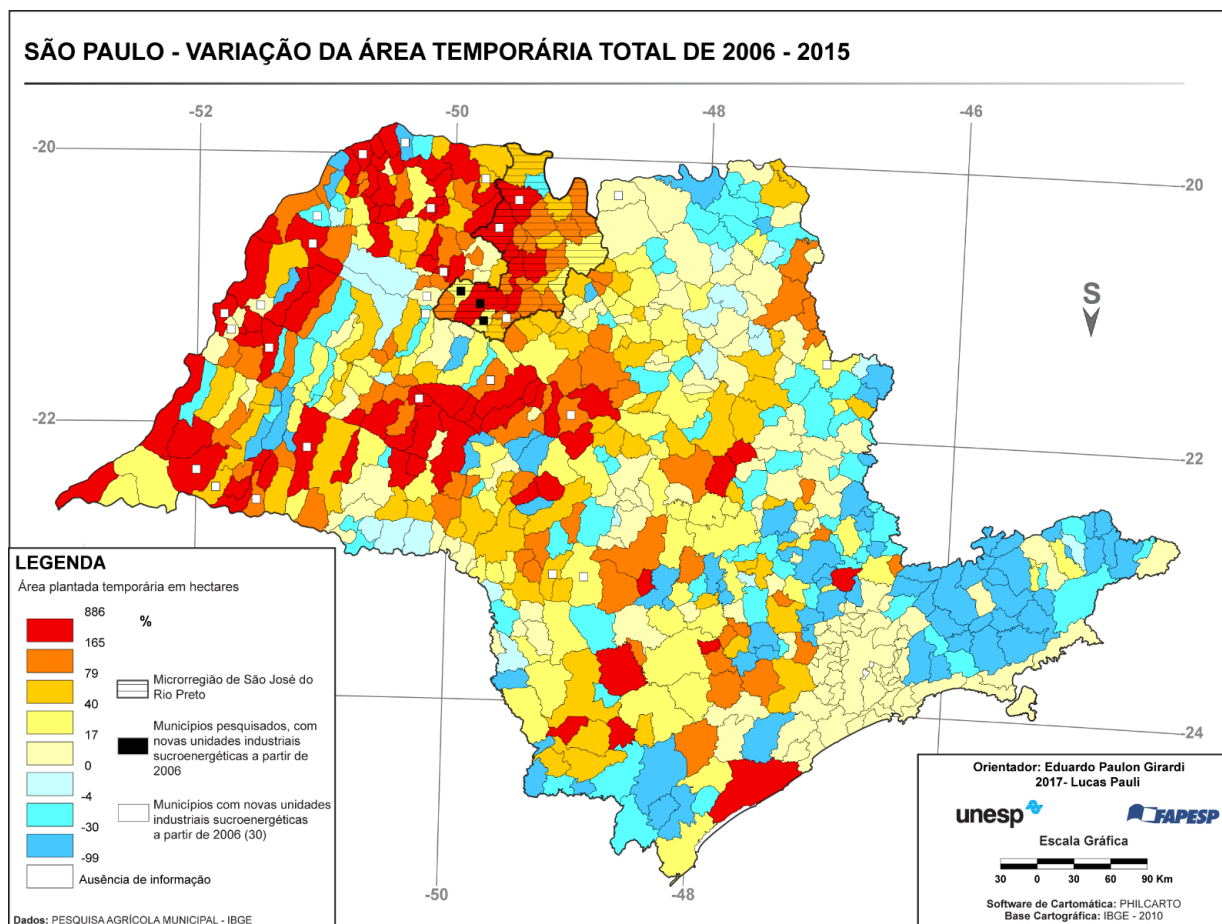 SÃO PAULO - VARIAÇÃO DA ÁREA TEMPORÁRIA TOTAL DE 2006 - 2015
-52
-50
-48
-46
-20
-20
S
-22
-22
-24
-50
-48
LEGENDA
Área plantada temporária em hectares
886
%
165
79
40
17
0
-4
-30
-99
Ausência de informação
Microrregião de São José do
Rio Preto
Municípios pesquisados, com
novas unidades industriais
sucroenergéticas a partir de
2006
Municípios com novas unidades
industriais sucroenergéticas
a partir de 2006 (30)
Dados: PESQUISA AGRÍCOLA MUNICIPAL - IBGE
Orientador: Eduardo Paulon Girardi
2017- Lucas Pauli
unesp
FAPESP
Escala Gráfica
30 0 30 60 90 Km
Software de Cartomática: PHILCARTO
Base Cartográfica: IBGE - 2010